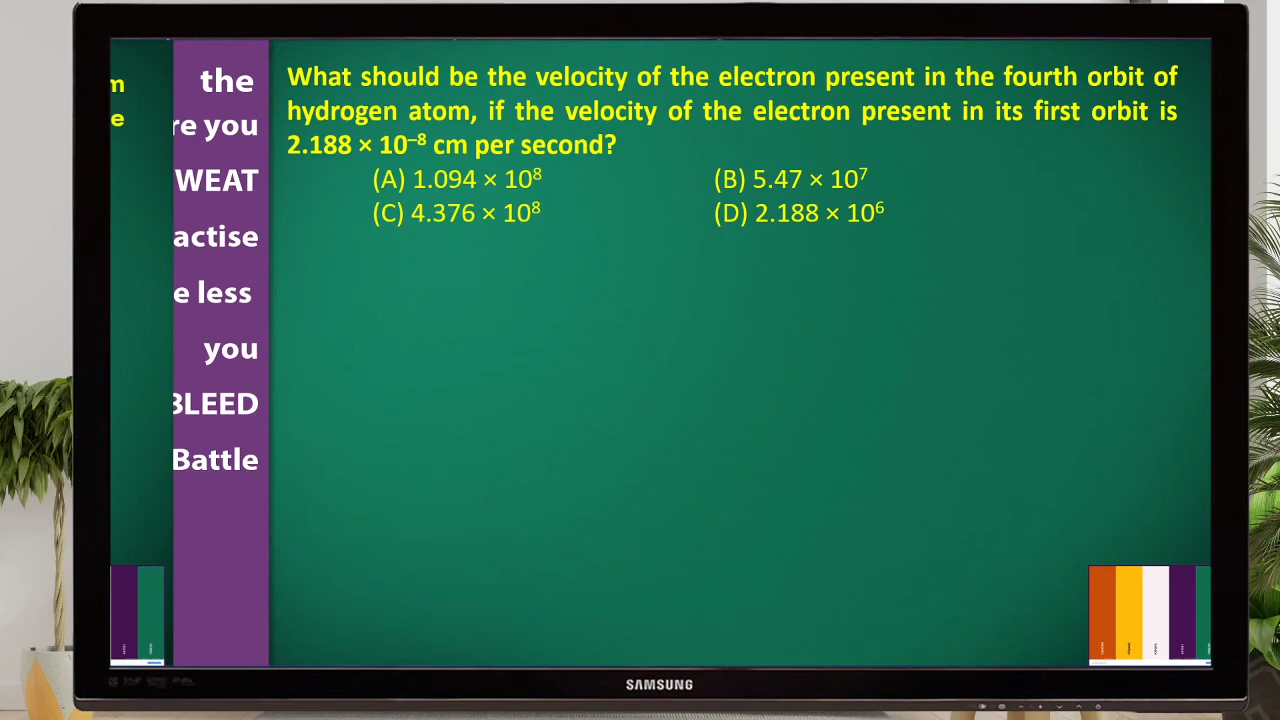 m
e
the
re you
WEAT
actise
e less
you
BLEED
Battle
What should be the velocity of the electron present in the fourth orbit of
hydrogen atom, if the velocity of the electron present in its first orbit is
2.188 × 10⁻⁸ cm per second?
(A) 1.094 × 10⁸ (B) 5.47 × 10⁷
(C) 4.376 × 10⁸ (D) 2.188 × 10⁶
SAMSUNG